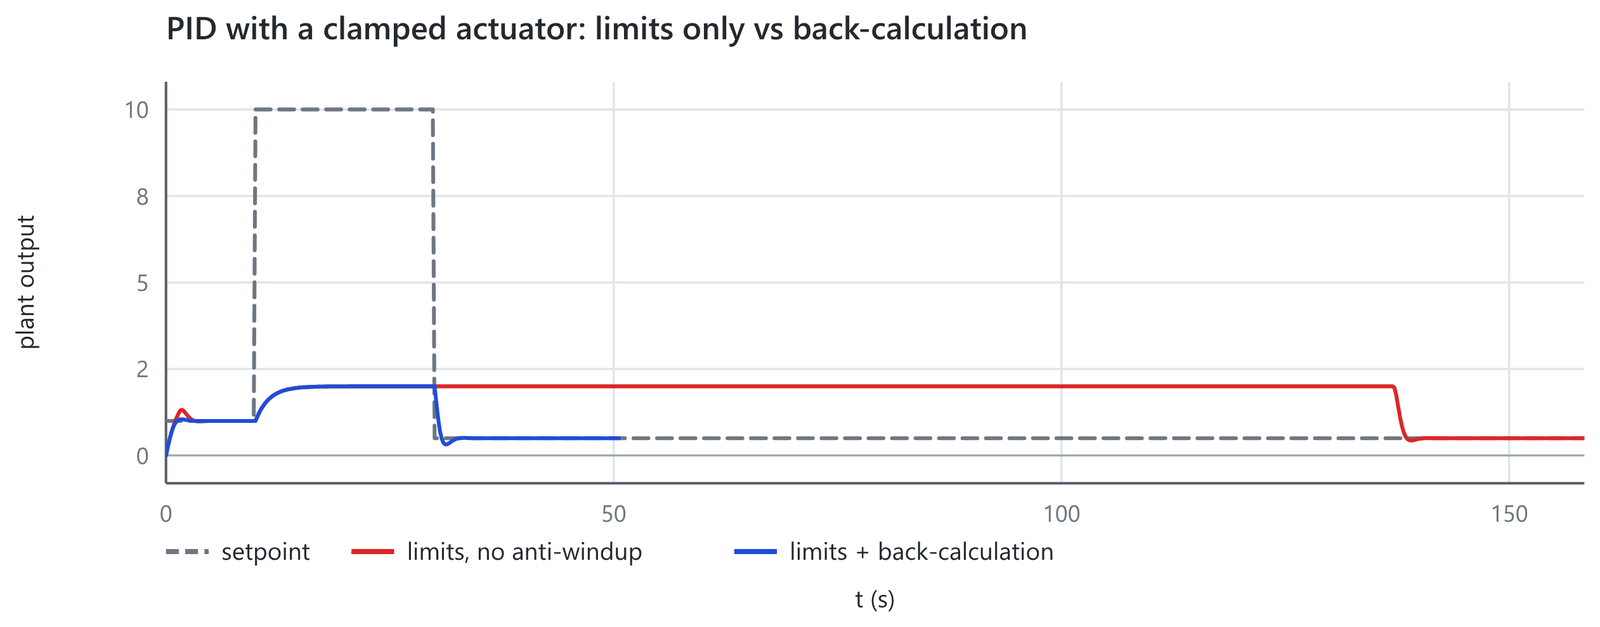 PID with a clamped actuator: limits only vs back-calculation
plant output
10
8
5
2
0
0 50 100 150
setpoint limits, no anti-windup limits + back-calculation
t (s)